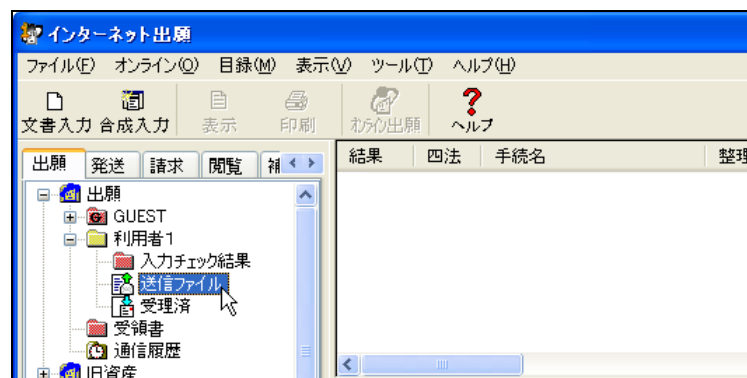 インターネット出願
ファイル(F) オンライン(O) 目録(M) 表示(V) ツール(T) ヘルプ(H)
文書入力 合成入力 表示 印刷 オンライン出願 ヘルプ
出願 発送 請求 閲覧 補
結果 四法 手続名 整理
出願
GUEST
利用者1
入力チェック結果
送信ファイル
受理済
受領書
通信履歴
旧資産